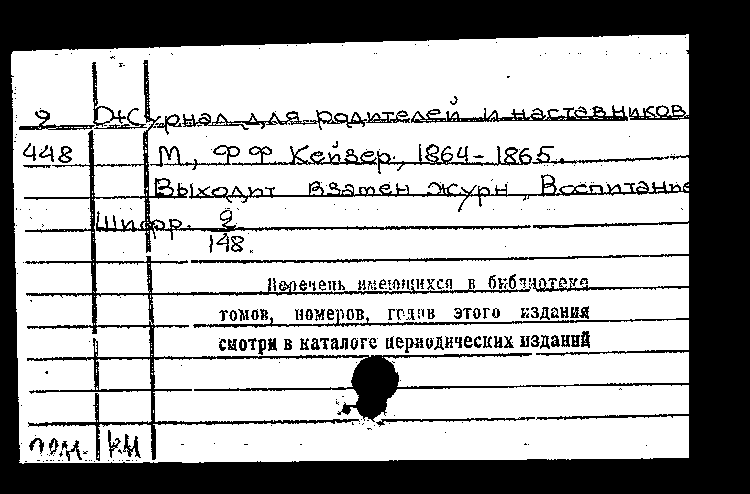 9 Журнал для родителей и наставников
448 М., Ф Ф Кейзер, 1864-1865.
Выходит взамен журн. Воспитание
Шифр. 9
148.
Перечень имеющихся в библиотеке
томов, номеров, годов этого издания
смотри в каталоге периодических изданий
КМ